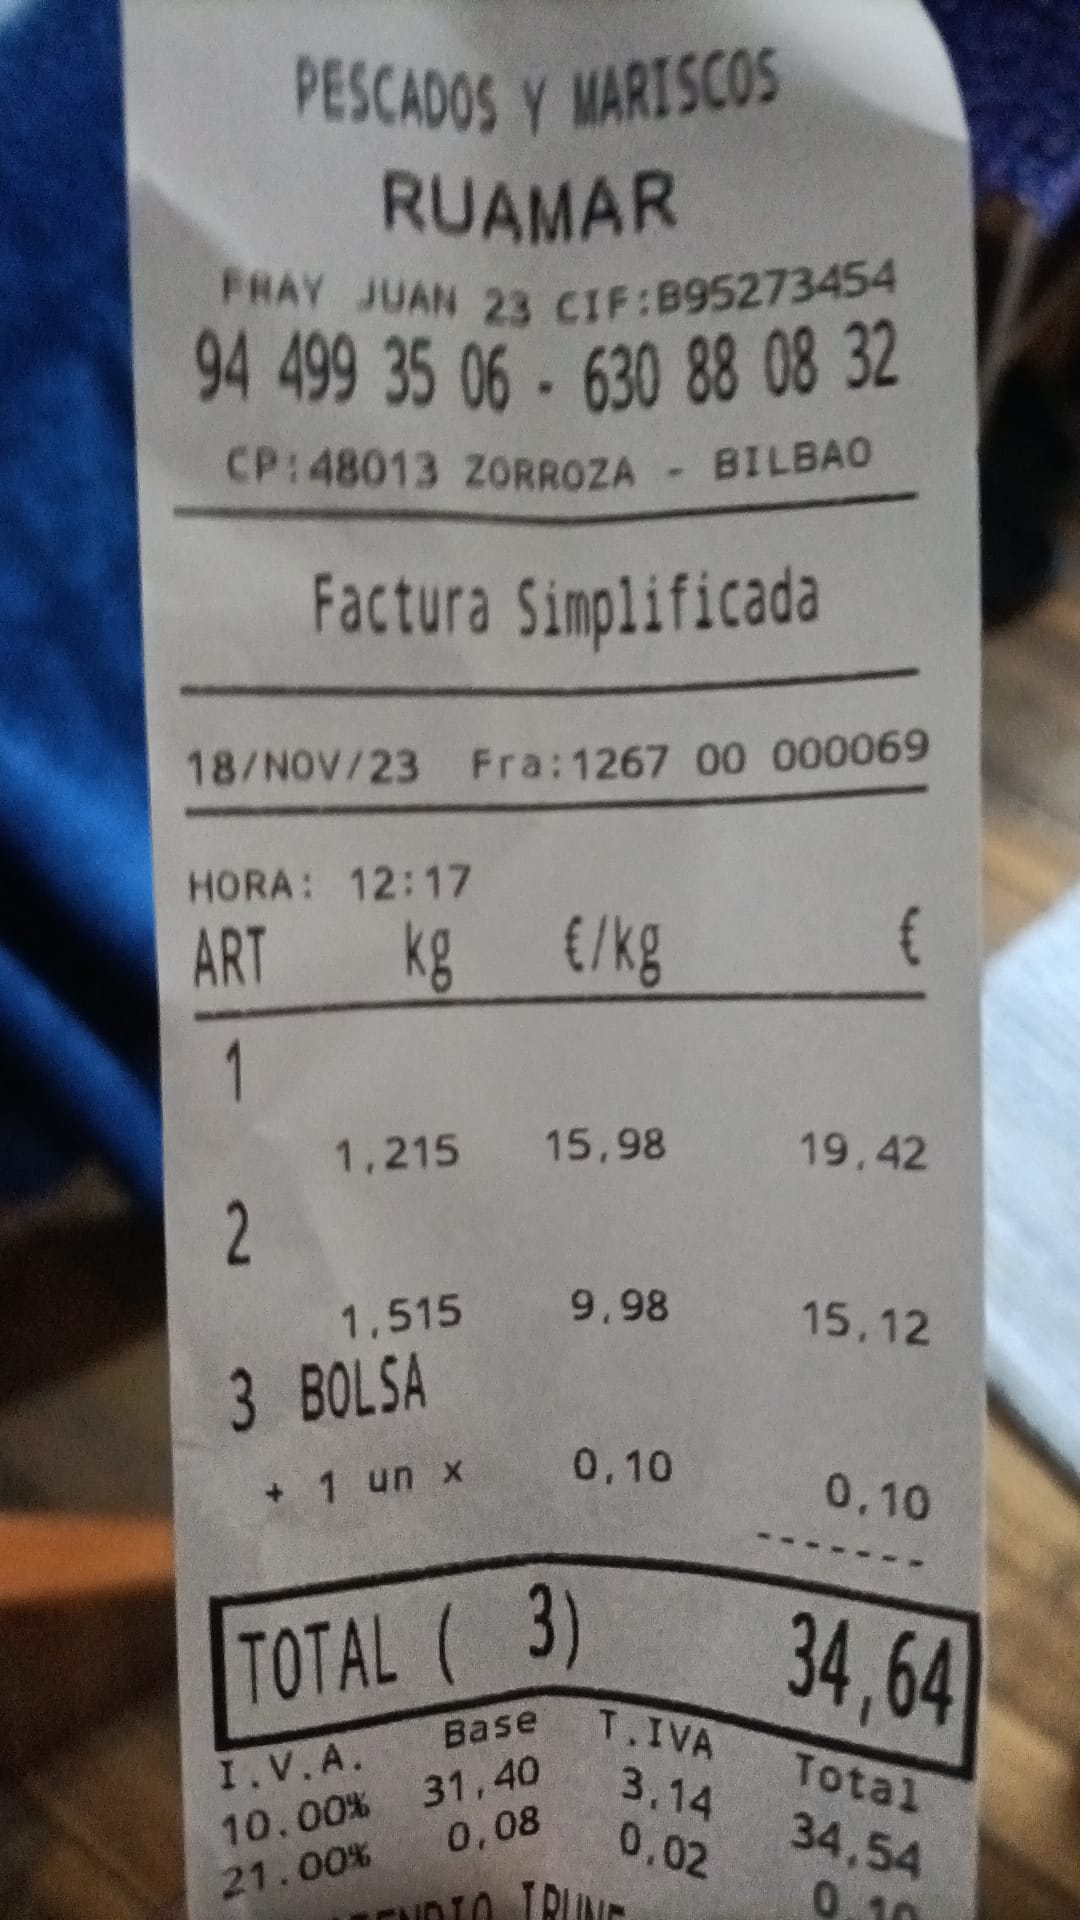 PESCADOS Y MARISCOS
RUAMAR
FRAY JUAN 23 CIF:B95273454
94 499 35 06 - 630 88 08 32
CP:48013 ZORROZA - BILBAO
Factura Simplificada
18/NOV/23 Fra:1267 00 000069
HORA: 12:17
ART kg €/kg €
1
1,215 15,98 19,42
2
1,515 9,98 15,12
3 BOLSA
+ 1 un x 0,10 0,10
-------
TOTAL ( 3) 34,64
I.V.A. Base T.IVA Total
10.00% 31,40 3,14 34,54
21.00% 0,08 0,02 0,10